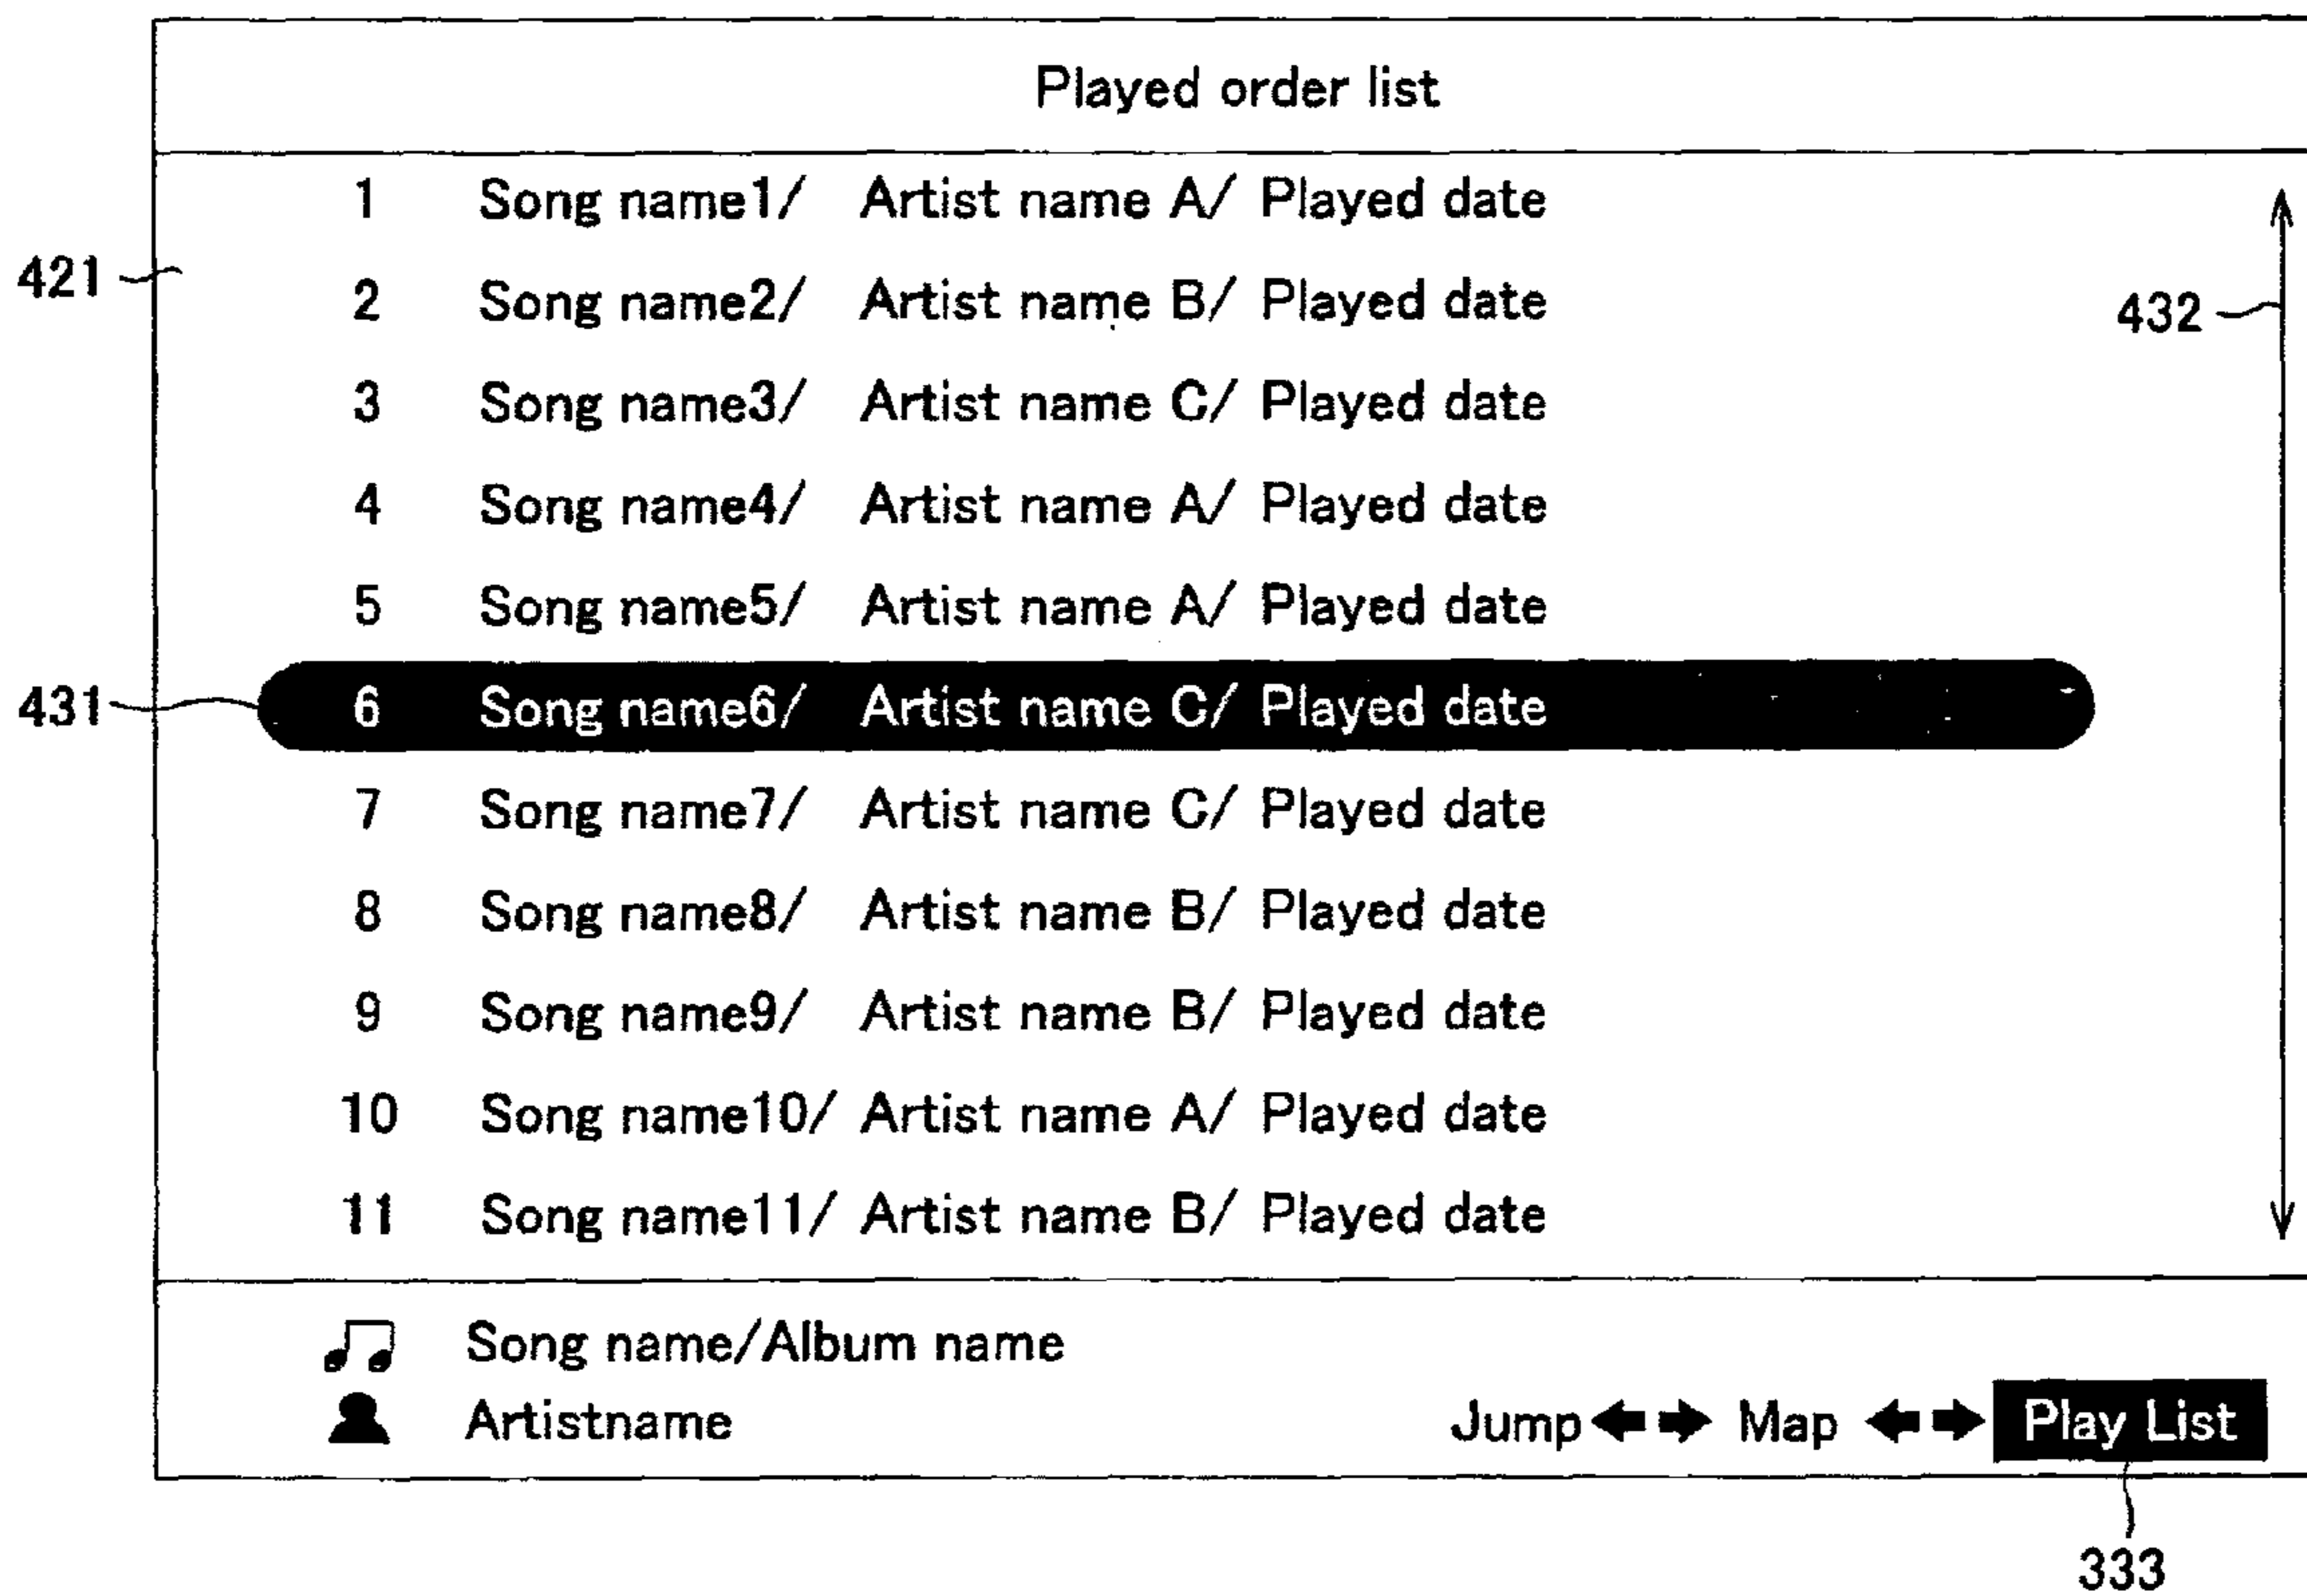 Played order list
1 Song name1/ Artist name A/ Played date
421
2 Song name2/ Artist name B/ Played date
432
3 Song name3/ Artist name C/ Played date
4 Song name4/ Artist name A/ Played date
5 Song name5/ Artist name A/ Played date
431 6 Song name6/ Artist name C/ Played date
7 Song name7/ Artist name C/ Played date
8 Song name8/ Artist name B/ Played date
9 Song name9/ Artist name B/ Played date
10 Song name10/ Artist name A/ Played date
11 Song name11/ Artist name B/ Played date
Song name/Album name
Artistname Jump Map Play List
333